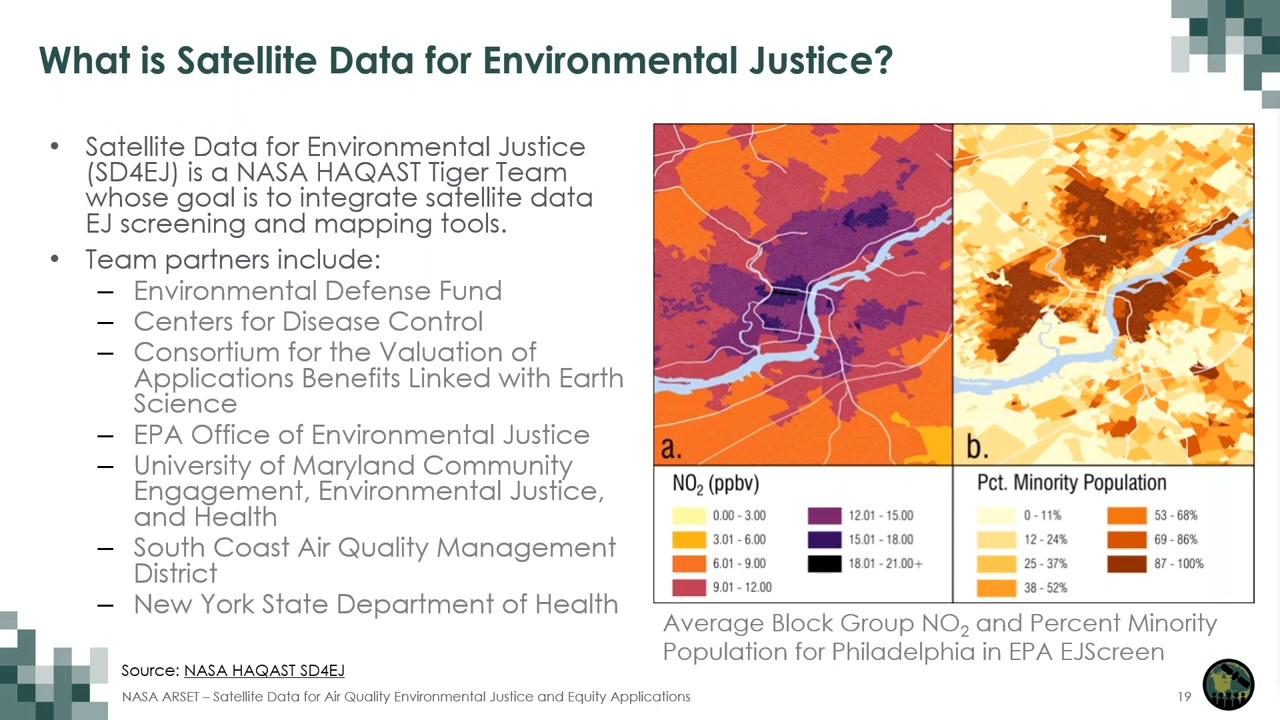 What is Satellite Data for Environmental Justice?
• Satellite Data for Environmental Justice
(SD4EJ) is a NASA HAQAST Tiger Team
whose goal is to integrate satellite data
EJ screening and mapping tools.
• Team partners include:
– Environmental Defense Fund
– Centers for Disease Control
– Consortium for the Valuation of
Applications Benefits Linked with Earth
Science
– EPA Office of Environmental Justice
– University of Maryland Community
Engagement, Environmental Justice,
and Health
– South Coast Air Quality Management
District
– New York State Department of Health
a.
b.
NO₂ (ppbv)
0.00 - 3.00
3.01 - 6.00
6.01 - 9.00
9.01 - 12.00
12.01 - 15.00
15.01 - 18.00
18.01 - 21.00+
Pct. Minority Population
0 - 11%
12 - 24%
25 - 37%
38 - 52%
53 - 68%
69 - 86%
87 - 100%
Average Block Group NO₂ and Percent Minority
Population for Philadelphia in EPA EJScreen
Source: NASA HAQAST SD4EJ
NASA ARSET – Satellite Data for Air Quality Environmental Justice and Equity Applications
19